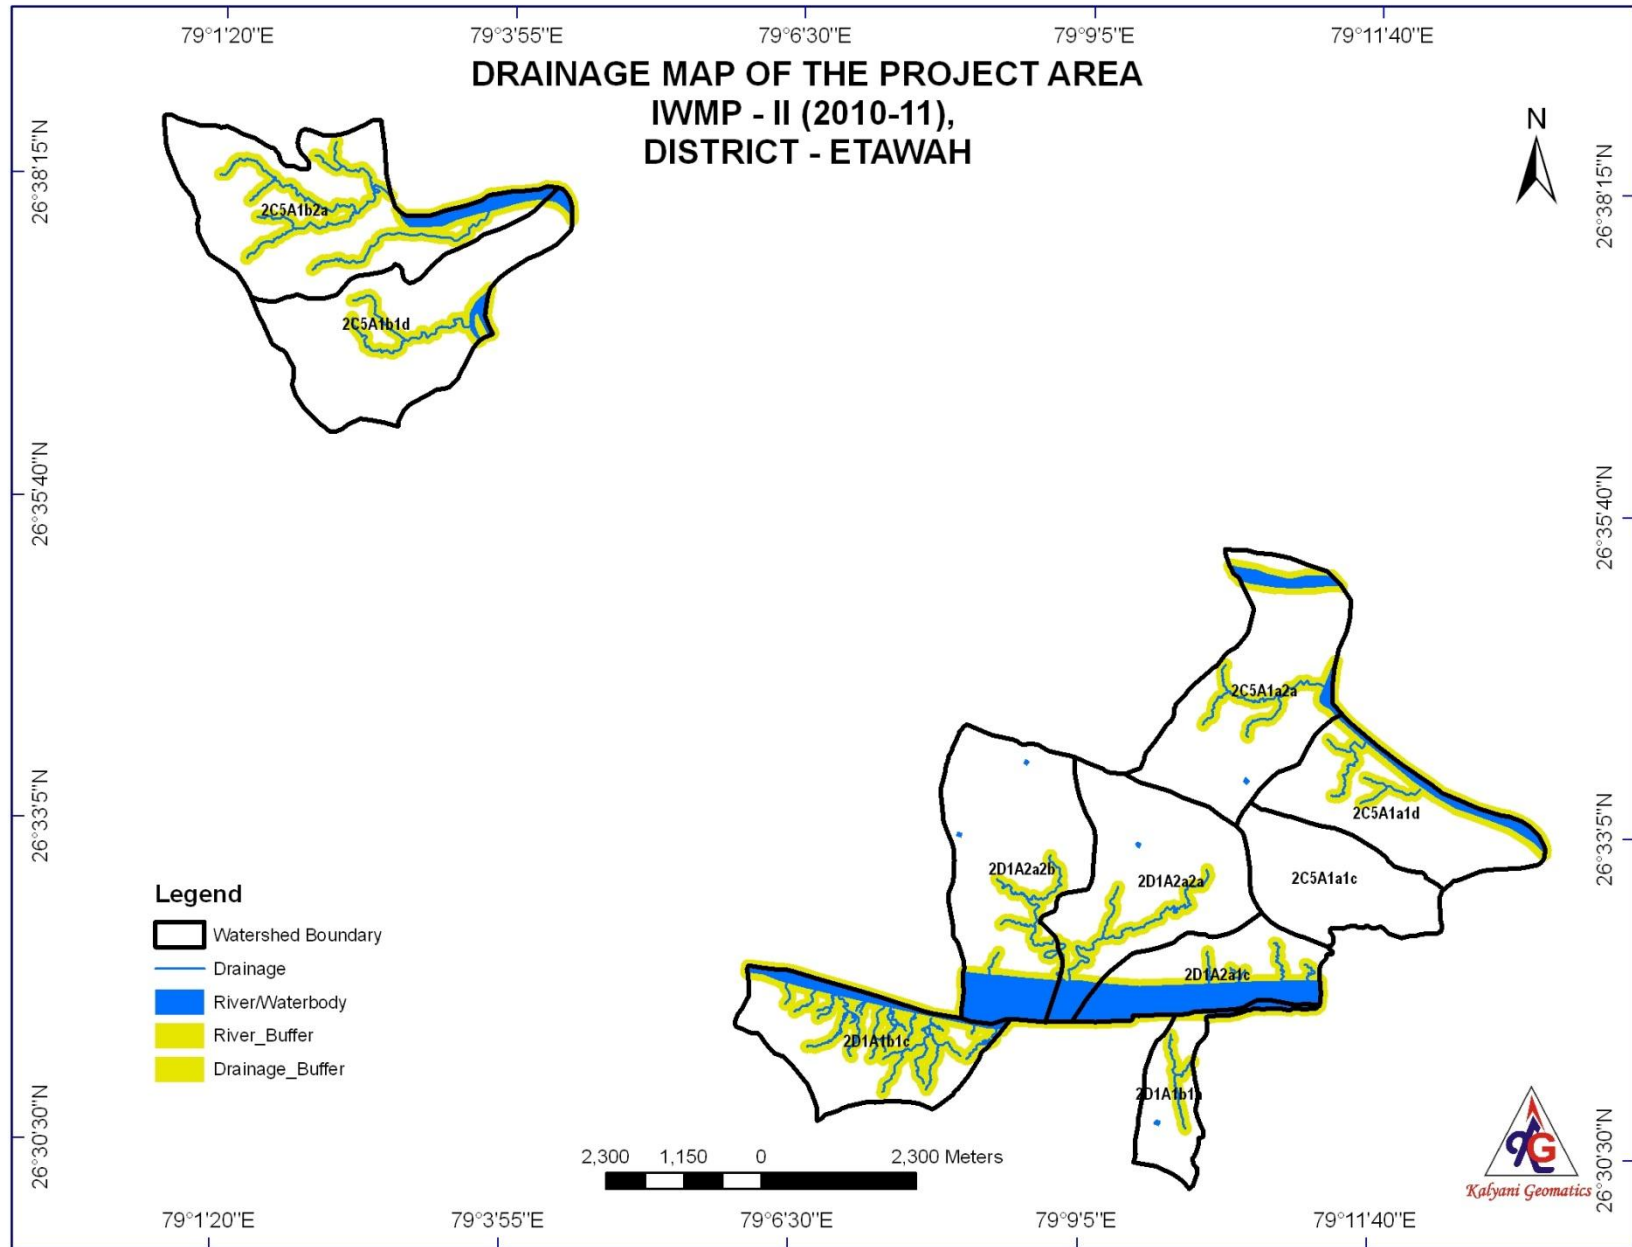 79°1'20"E
79°3'55"E
79°6'30"E
79°9'5"E
79°11'40"E
DRAINAGE MAP OF THE PROJECT AREA
IWMP - II (2010-11),
DISTRICT - ETAWAH
N
26°38'15"N
26°38'15"N
2C5A1b2a
2C5A1b1d
26°35'40"N
26°35'40"N
2C5A1a2a
2C5A1a1d
26°33'5"N
26°33'5"N
2D1A2a2b
2D1A2a2a
2C5A1a1c
2D1A2a1c
2D1A1b1c
2D1A1b1a
Legend
Watershed Boundary
Drainage
River/Waterbody
River_Buffer
Drainage_Buffer
26°30'30"N
26°30'30"N
2,300 1,150 0 2,300 Meters
Kalyani Geomatics
79°1'20"E
79°3'55"E
79°6'30"E
79°9'5"E
79°11'40"E